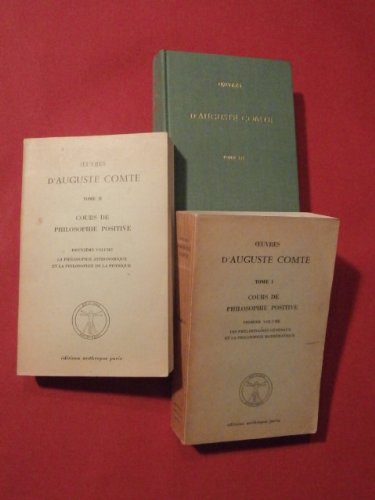 ŒUVRES
D'AUGUSTE COMTE
TOME III
ŒUVRES
D'AUGUSTE COMTE
TOME II
COURS DE
PHILOSOPHIE POSITIVE
DEUXIÈME VOLUME
LA PHILOSOPHIE ASTRONOMIQUE
ET LA PHILOSOPHIE DE LA PHYSIQUE
éditions anthropos paris
ŒUVRES
D'AUGUSTE COMTE
TOME I
COURS DE
PHILOSOPHIE POSITIVE
PREMIER VOLUME
LES PRÉLIMINAIRES GÉNÉRAUX
ET LA PHILOSOPHIE MATHÉMATIQUE
éditions anthropos paris